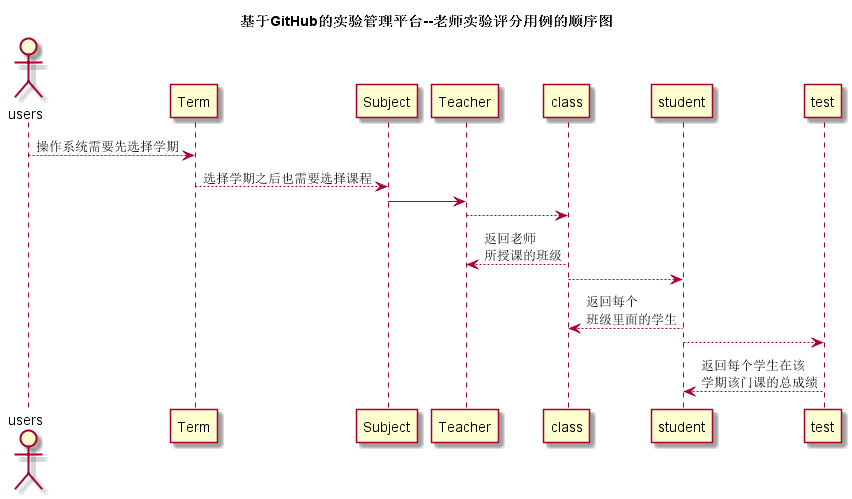 基于GitHub的实验管理平台--老师实验评分用例的顺序图
users
Term
Subject
Teacher
class
student
test
操作系统需要先选择学期
选择学期之后也需要选择课程
返回老师
所授课的班级
返回每个
班级里面的学生
返回每个学生在该
学期该门课的总成绩
users
Term
Subject
Teacher
class
student
test